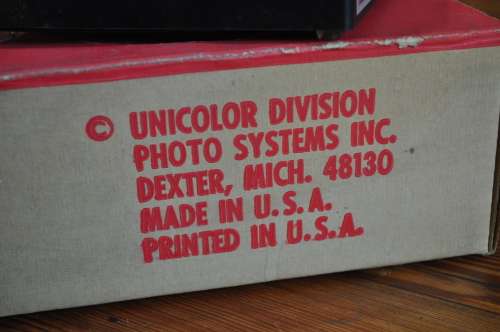 © UNICOLOR DIVISION
PHOTO SYSTEMS INC.
DEXTER, MICH. 48130
MADE IN U.S.A.
PRINTED IN U.S.A.